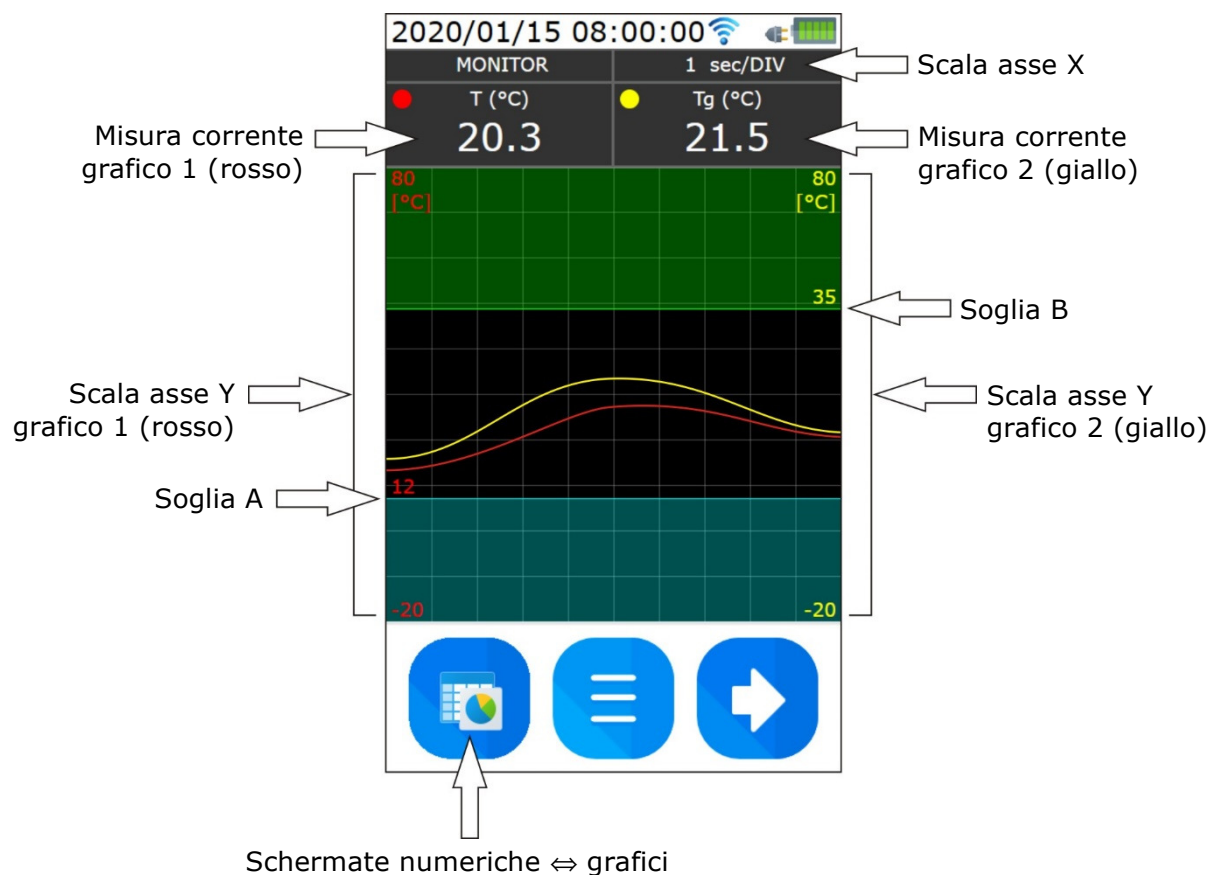 2020/01/15 08:00:00
MONITOR
1 sec/DIV
Scala asse X
T (°C)
Tg (°C)
20.3
21.5
Misura corrente
grafico 1 (rosso)
Misura corrente
grafico 2 (giallo)
80
[°C]
80
[°C]
35
Soglia B
Scala asse Y
grafico 1 (rosso)
Scala asse Y
grafico 2 (giallo)
12
Soglia A
-20
-20
Schermate numeriche ⇔ grafici